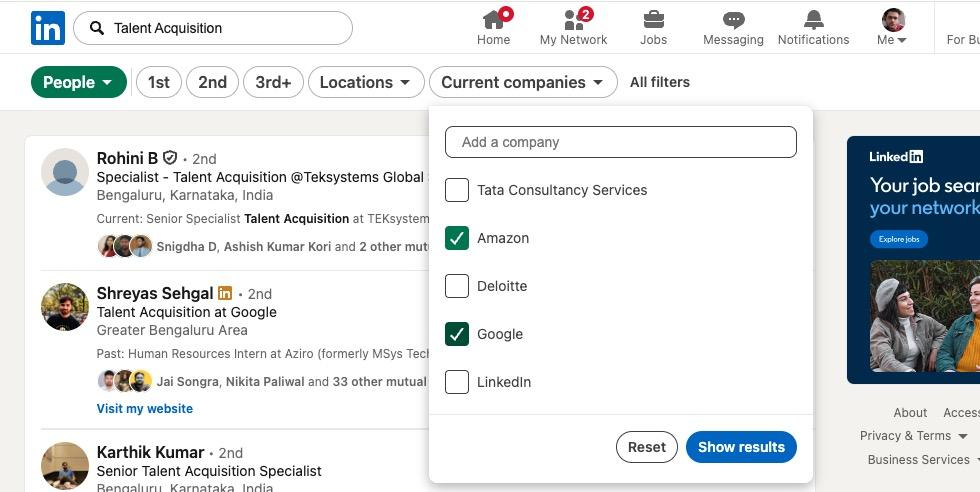 in Talent Acquisition
Home
2
My Network
Jobs
Messaging
Notifications
Me
For Bu
People
1st
2nd
3rd+
Locations
Current companies
All filters
Rohini B • 2nd
Specialist - Talent Acquisition @Teksystems Global
Bengaluru, Karnataka, India
Current: Senior Specialist Talent Acquisition at TEKsystem
Snigdha D, Ashish Kumar Kori and 2 other mut
Shreyas Sehgal in • 2nd
Talent Acquisition at Google
Greater Bengaluru Area
Past: Human Resources Intern at Aziro (formerly MSys Tech
Jai Songra, Nikita Paliwal and 33 other mutual
Visit my website
Karthik Kumar • 2nd
Senior Talent Acquisition Specialist
Bengaluru, Karnataka, India
Add a company
Tata Consultancy Services
Amazon
Deloitte
Google
LinkedIn
Reset
Show results
LinkedIn
Your job sear
your network
Explore jobs
About Access
Privacy & Terms
Business Services